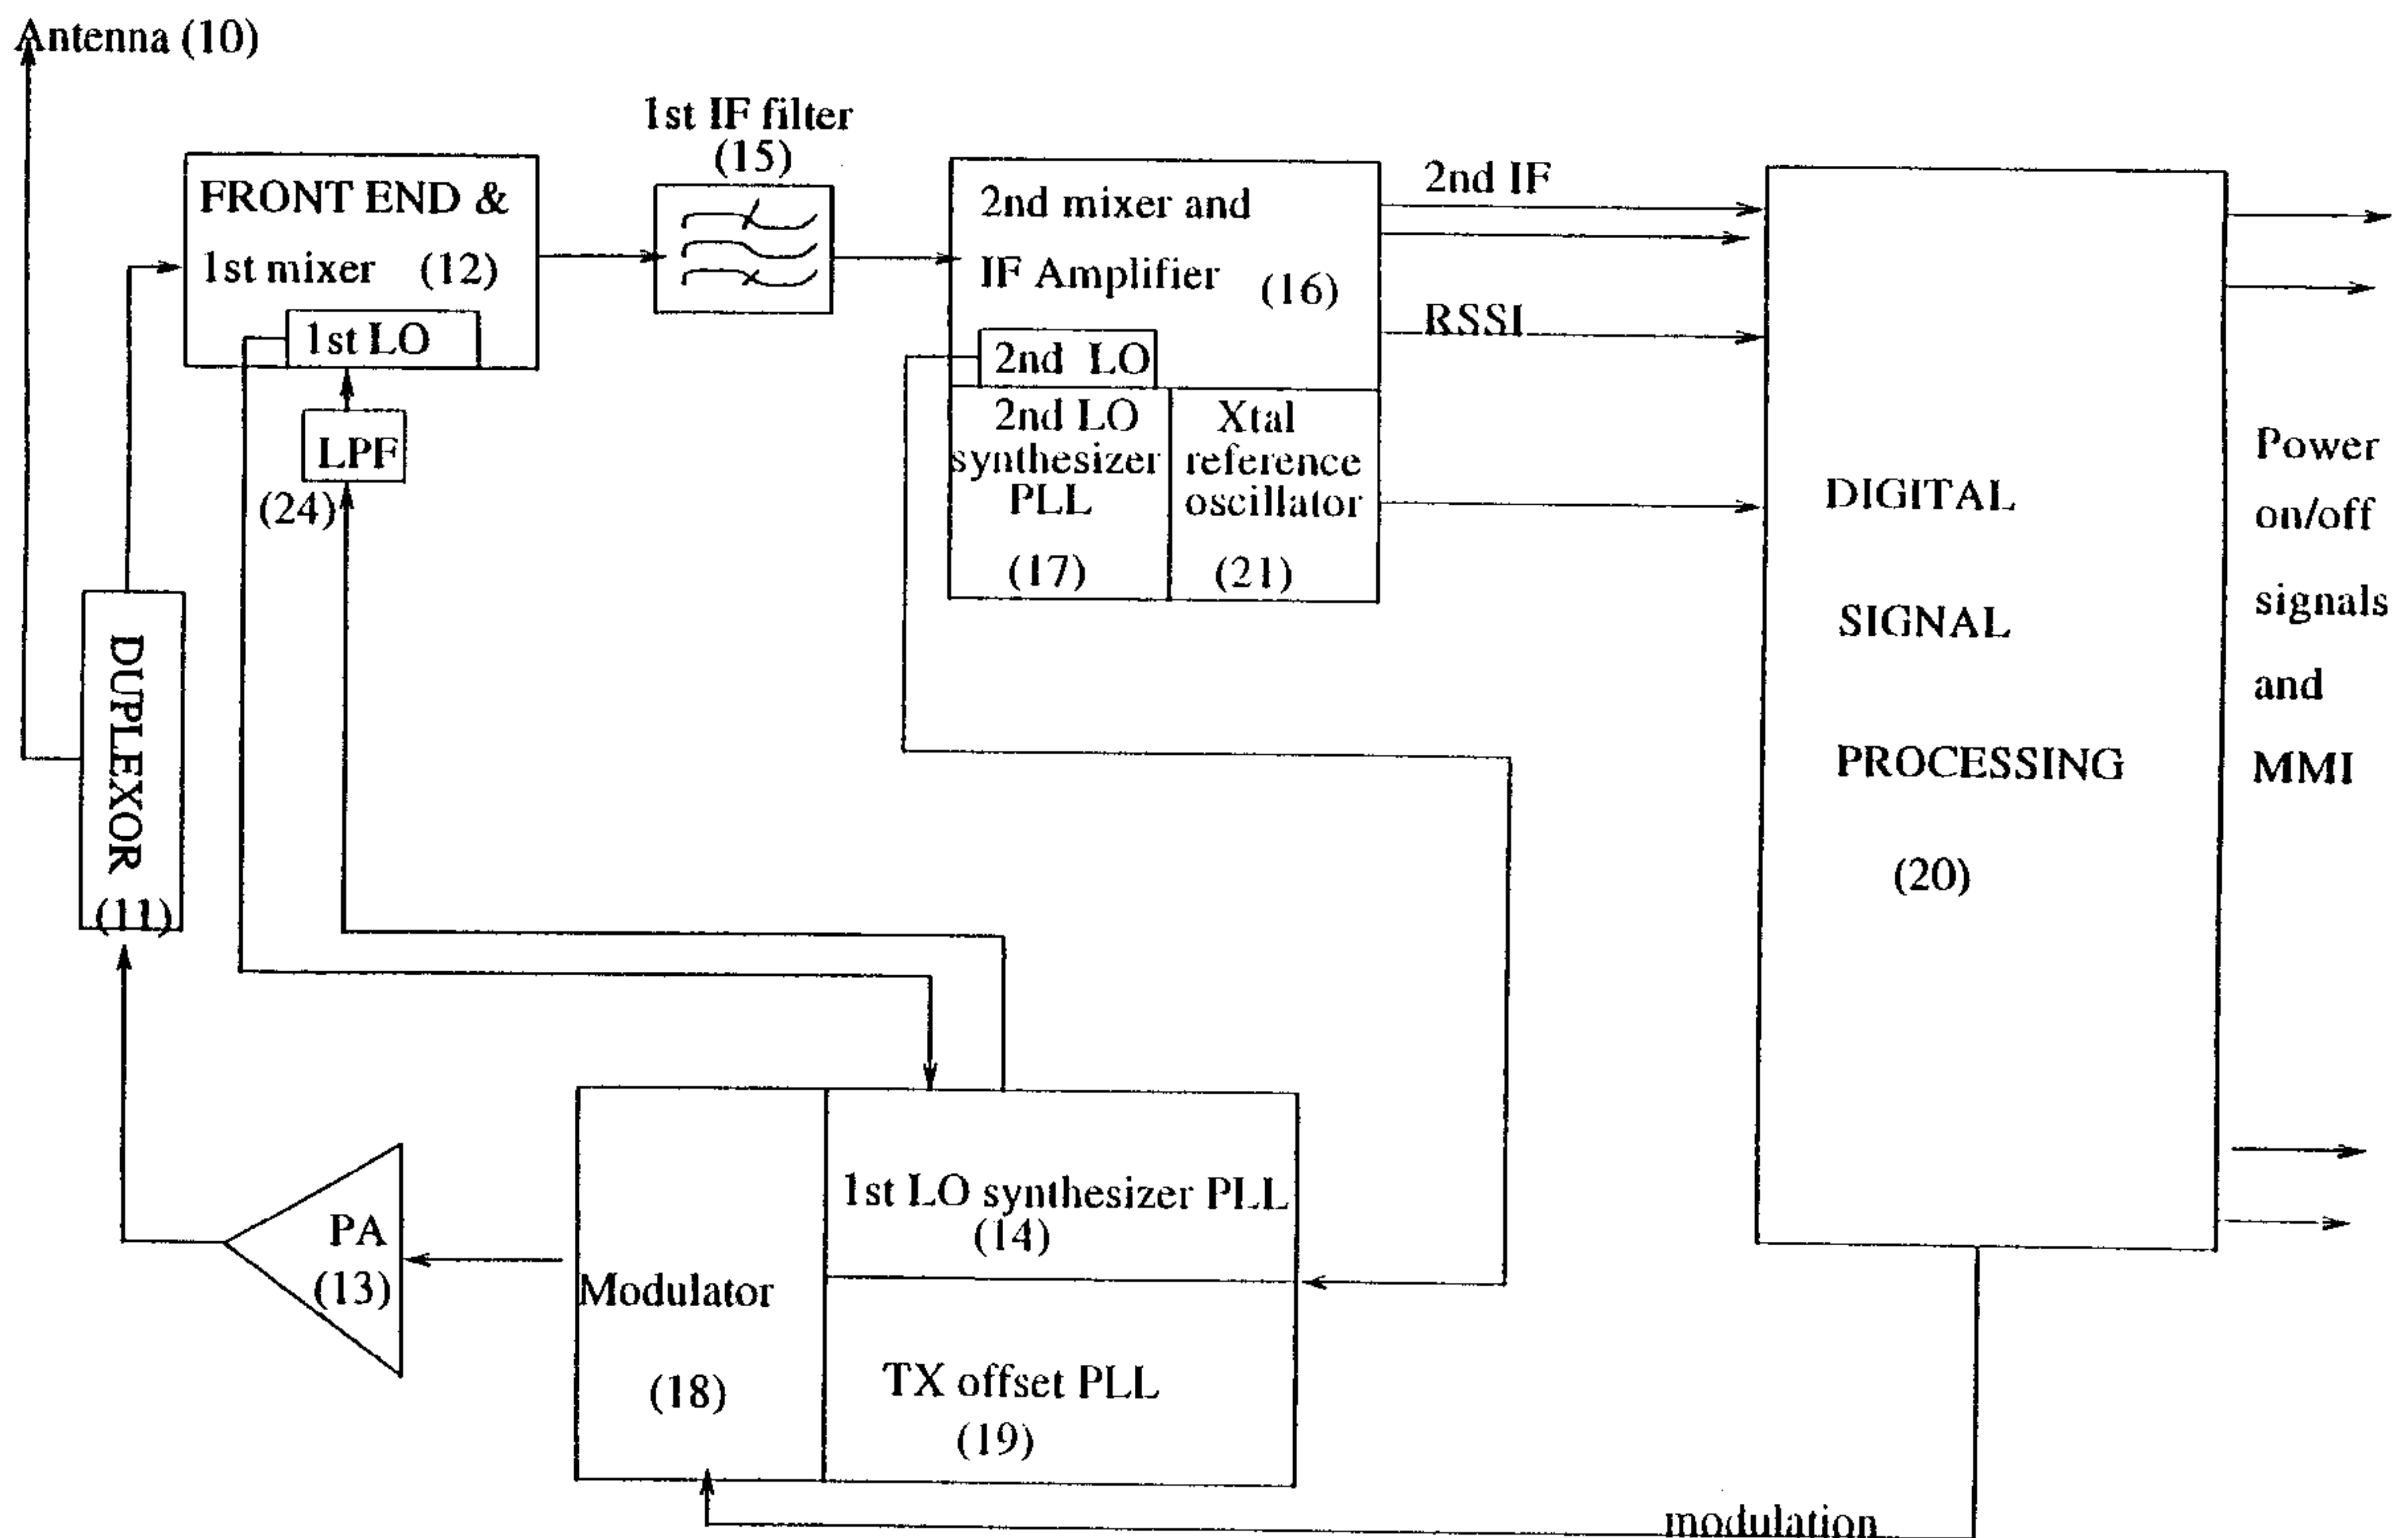 Antenna (10)
1st IF filter
(15)
FRONT END &
1st mixer (12)
1st LO
LPF
(24)
2nd mixer and
IF Amplifier (16)
2nd LO
2nd LO
synthesizer
PLL
(17)
Xtal
reference
oscillator
(21)
2nd IF
RSSI
DIGITAL
SIGNAL
PROCESSING
(20)
Power
on/off
signals
and
MMI
DUPLEXOR
(11)
PA
(13)
Modulator
(18)
1st LO synthesizer PLL
(14)
TX offset PLL
(19)
modulation